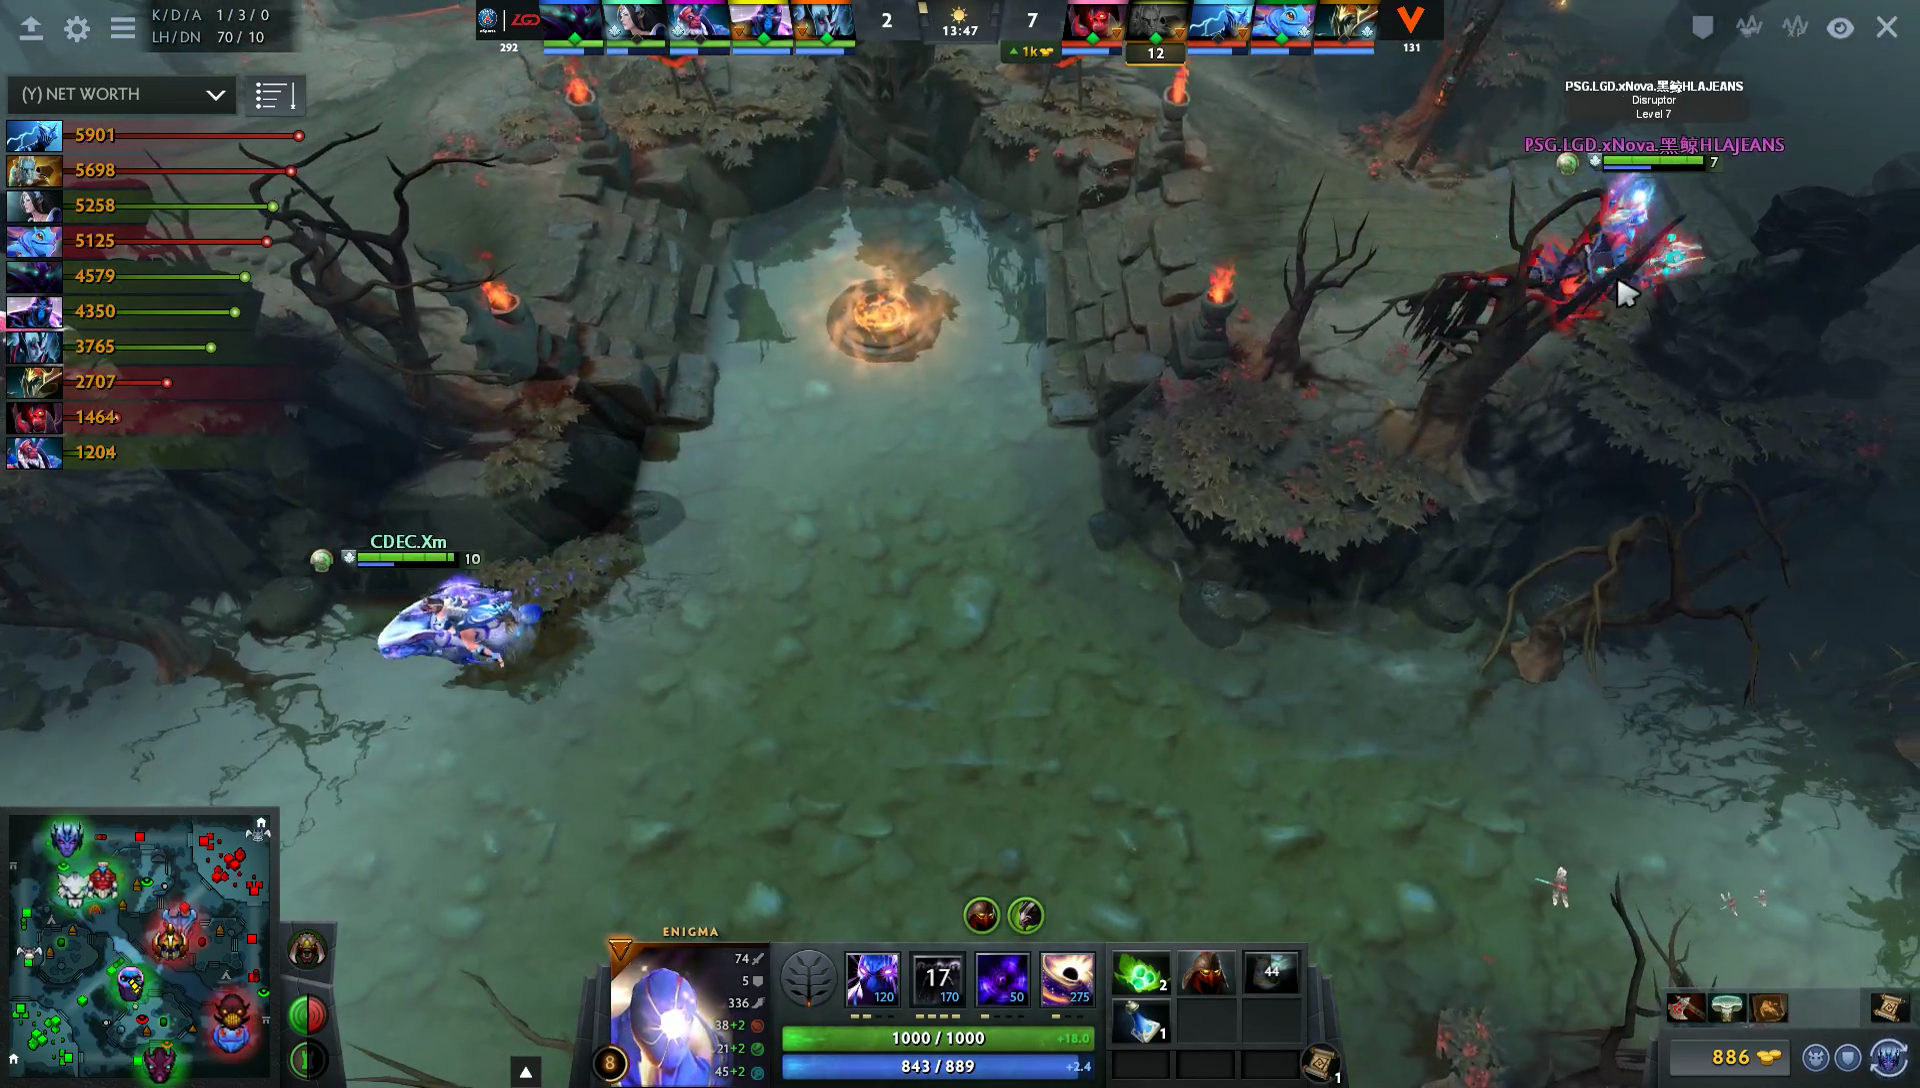 K/D/A 1 / 3 / 0
LH/DN 70 / 10
LGD
292
2
13:47
7
1k
12
131
(Y) NET WORTH
5901
5698
5258
5125
4579
4350
3765
2707
1464
1204
PSG.LGD.xNova.黑鲸HLAJEANS
Disruptor
Level 7
PSG.LGD.xNova.黑鲸HLAJEANS
7
CDEC.Xm
10
ENIGMA
74
5
336
38+2
21+2
45+2
8
120
17
170
50
275
2
44
1
1000 / 1000
+18.0
843 / 889
+2.4
1
886